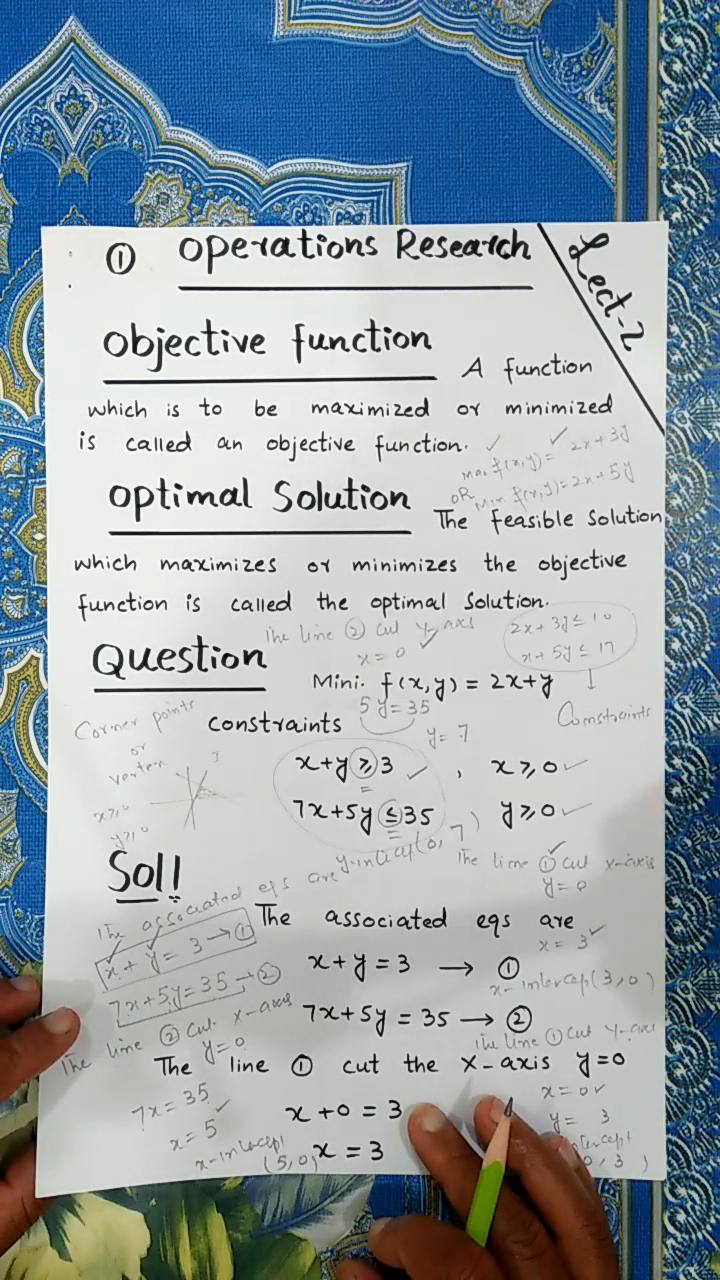 ① Operations Research
Lect-2
Objective function
A function
which is to be maximized or minimized
is called an objective function.
Max f(x,y) = 2x+3y
OR Min f(x,y) = 2x+5y
Optimal Solution
The feasible solution
which maximizes or minimizes the objective
function is called the optimal solution.
The line ② cut y-axis
x = 0
2x+3y ≤ 10
x+5y ≤ 17
Constraints
Question
Mini. f(x,y) = 2x+y
5y = 35
y = 7
constraints
Corner points
or
vertex
x ≥ 0
y ≥ 0
x+y ≥ 3 , x ≥ 0
7x+5y ≤ 35 y ≥ 0
y-intercep(0, 7)
The line ① cut x-axis
y = 0
x = 3
x-intercep(3,0)
Sol!
The associated eqs are
x + y = 3 → ①
7x+5y = 35 → ②
The associated eqs are
x+y = 3 → ①
7x+5y = 35 → ②
The line ② cut x-axis
y = 0
7x = 35
x = 5
x-intercept
(5,0)
The line ① cut y-axis
The line ① cut the x-axis y=0
x = 0
y = 3
0,3)
x+0 = 3
x = 3